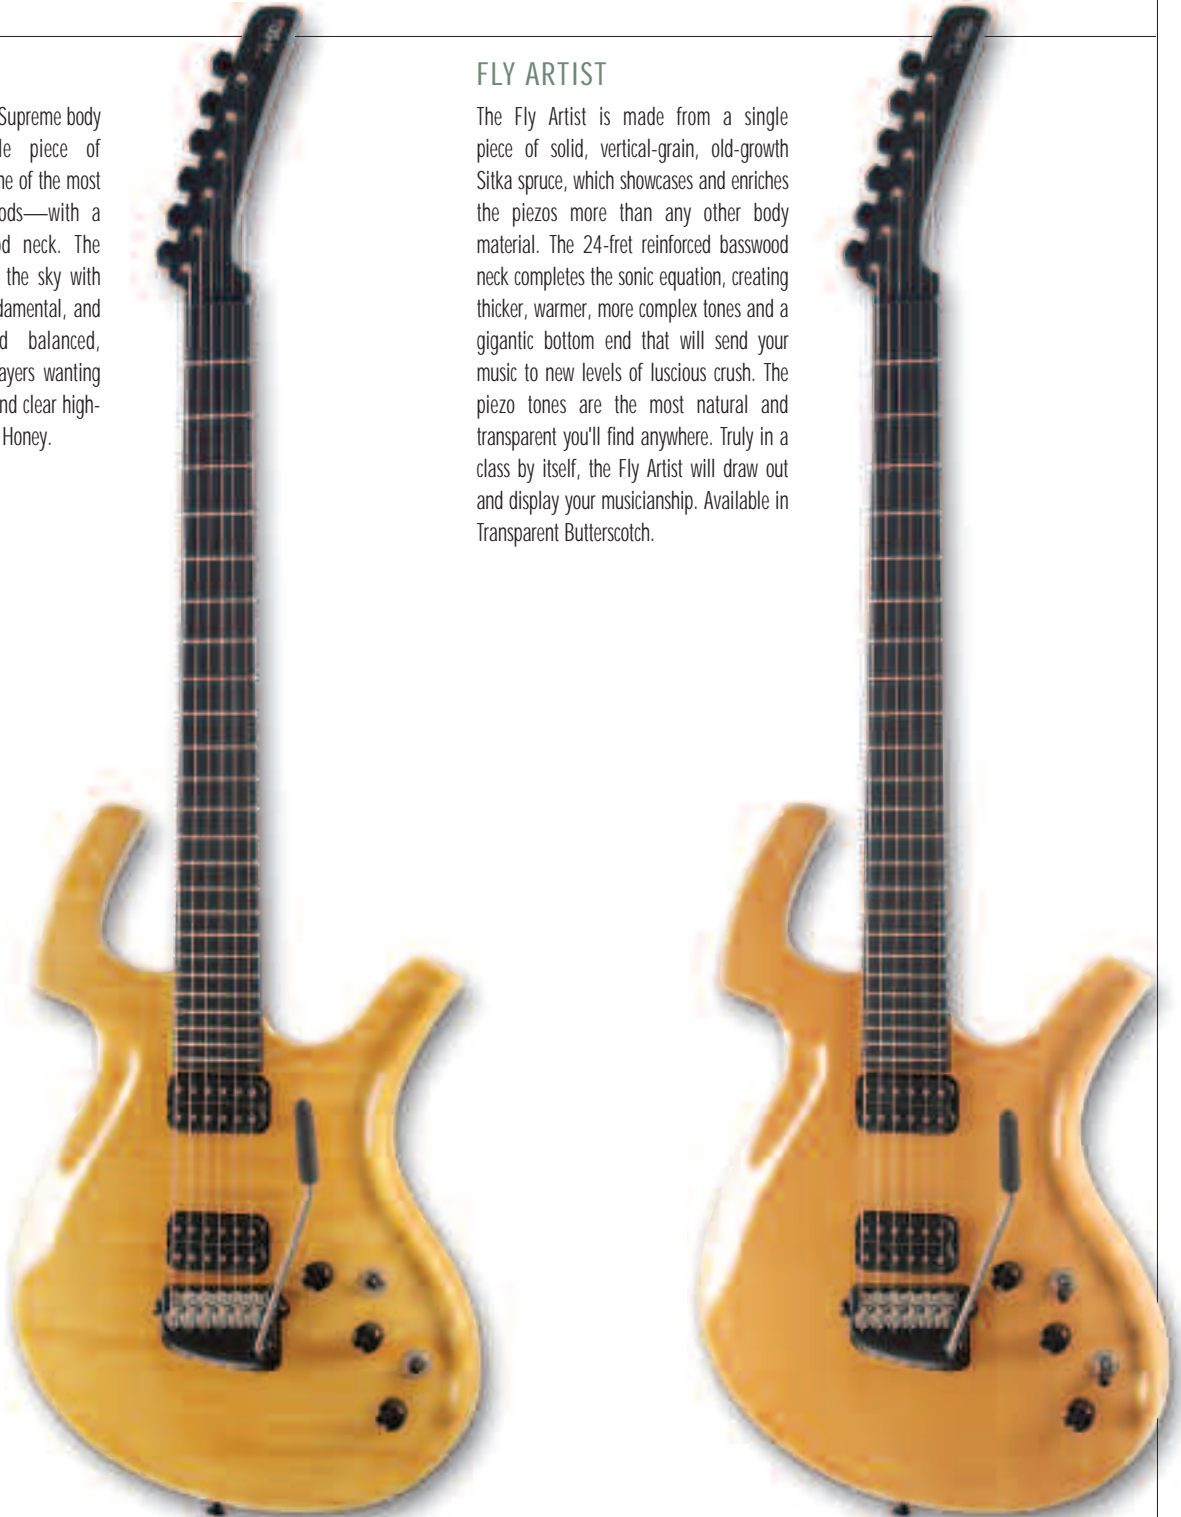 Supreme body
le piece of
ne of the most
ods—with a
od neck. The
the sky with
damental, and
d balanced,
ayers wanting
nd clear high-
Honey.
FLY ARTIST
The Fly Artist is made from a single
piece of solid, vertical-grain, old-growth
Sitka spruce, which showcases and enriches
the piezos more than any other body
material. The 24-fret reinforced basswood
neck completes the sonic equation, creating
thicker, warmer, more complex tones and a
gigantic bottom end that will send your
music to new levels of luscious crush. The
piezo tones are the most natural and
transparent you'll find anywhere. Truly in a
class by itself, the Fly Artist will draw out
and display your musicianship. Available in
Transparent Butterscotch.